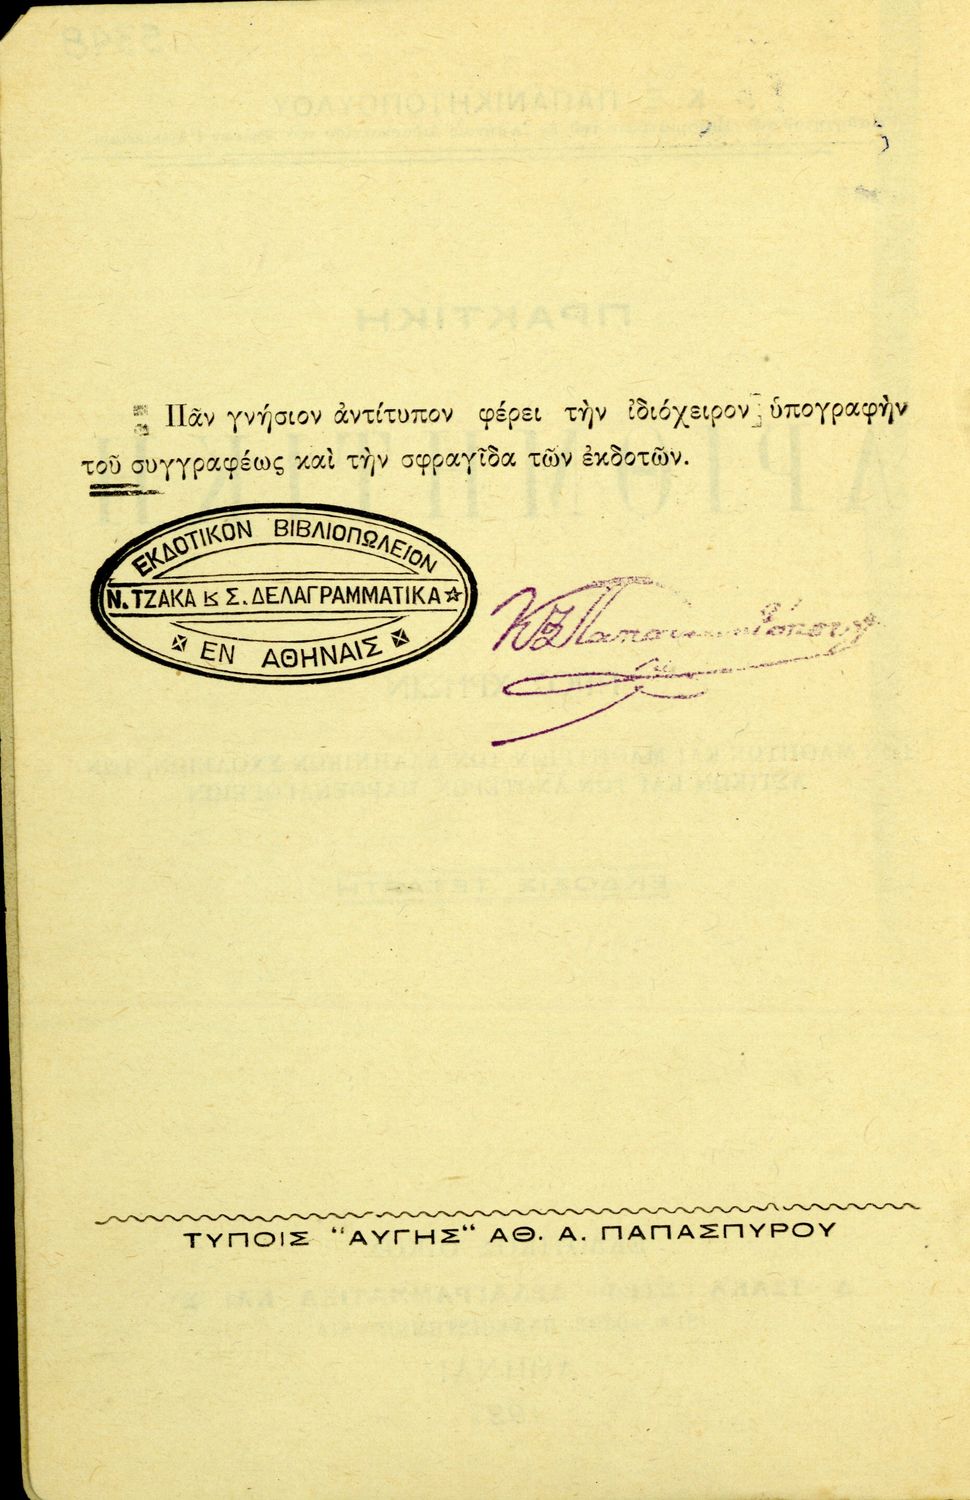 Πᾶν γνήσιον ἀντίτυπον φέρει τὴν ἰδιόχειρον ὑπογραφὴν
τοῦ συγγραφέως καὶ τὴν σφραγῖδα τῶν ἐκδοτῶν.
ΕΚΔΟΤΙΚΟΝ ΒΙΒΛΙΟΠΩΛΕΙΟΝ
Ν. ΤΖΑΚΑ Κ Σ. ΔΕΛΑΓΡΑΜΜΑΤΙΚΑ
ΕΝ ΑΘΗΝΑΙΣ
ΤΥΠΟΙΣ "ΑΥΓΗΣ" ΑΘ. Α. ΠΑΠΑΣΠΥΡΟΥ